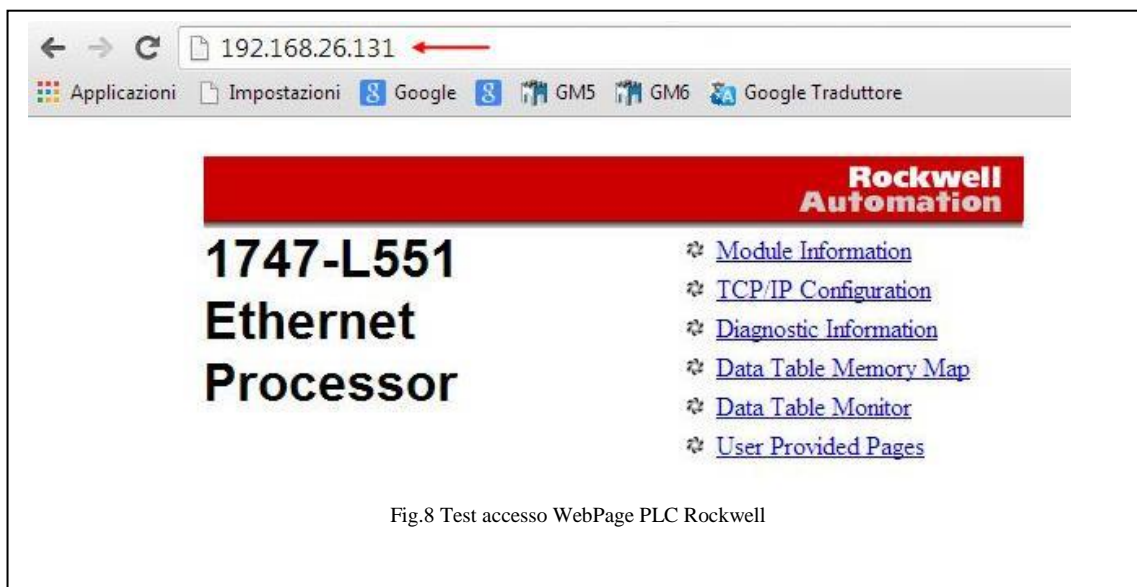 192.168.26.131
Applicazioni Impostazioni Google GM5 GM6 Google Traduttore
Rockwell
Automation
1747-L551
Ethernet
Processor
Module Information
TCP/IP Configuration
Diagnostic Information
Data Table Memory Map
Data Table Monitor
User Provided Pages
Fig.8 Test accesso WebPage PLC Rockwell